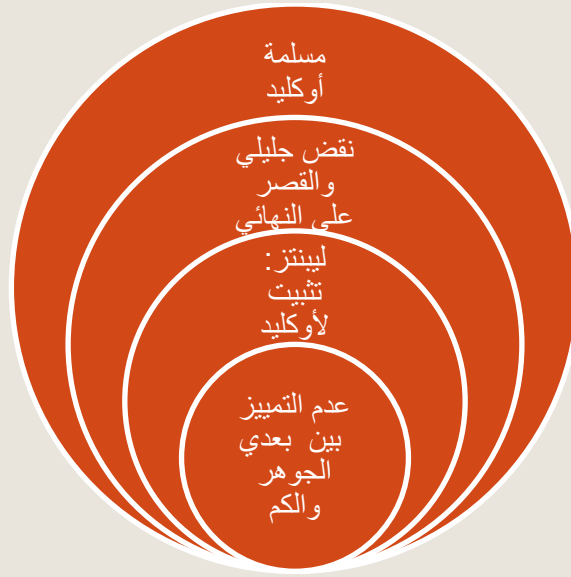 مسلمة
أوكليد
نقض جليلي
والقصر
على النهائي
ليبنتز:
تثبيت
لأوكليد
عدم التمييز
بين بعدي
الجوهر
والكم